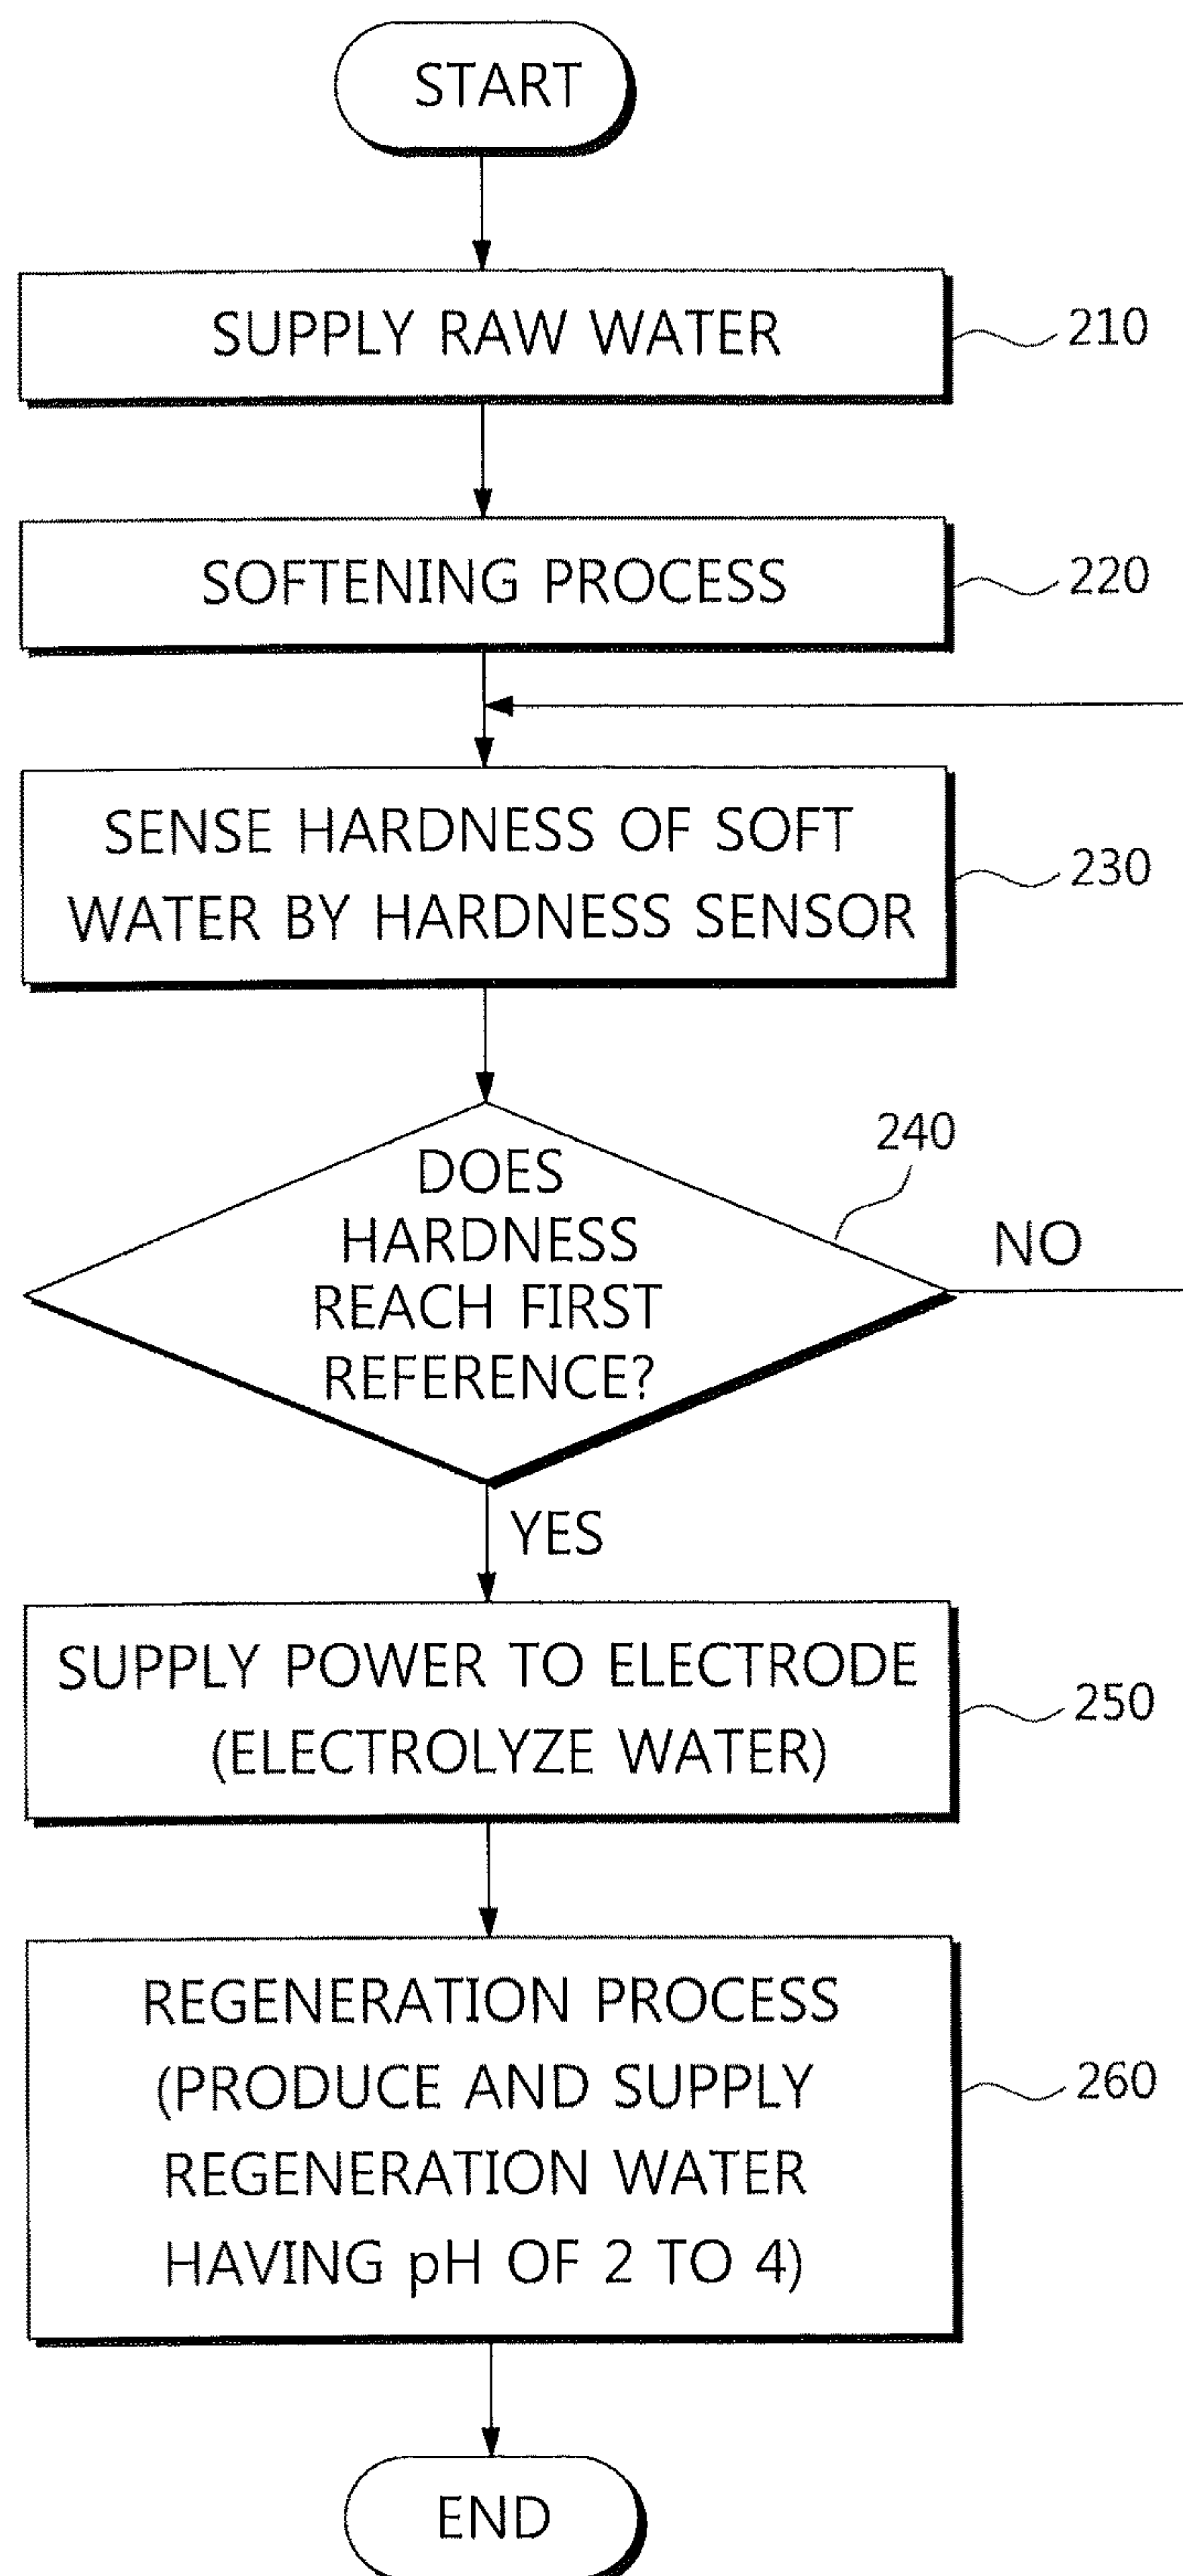 START
SUPPLY RAW WATER
210
SOFTENING PROCESS
220
SENSE HARDNESS OF SOFT
WATER BY HARDNESS SENSOR
230
DOES
HARDNESS
REACH FIRST
REFERENCE?
240
NO
YES
SUPPLY POWER TO ELECTRODE
(ELECTROLYZE WATER)
250
REGENERATION PROCESS
(PRODUCE AND SUPPLY
REGENERATION WATER
HAVING pH OF 2 TO 4)
260
END